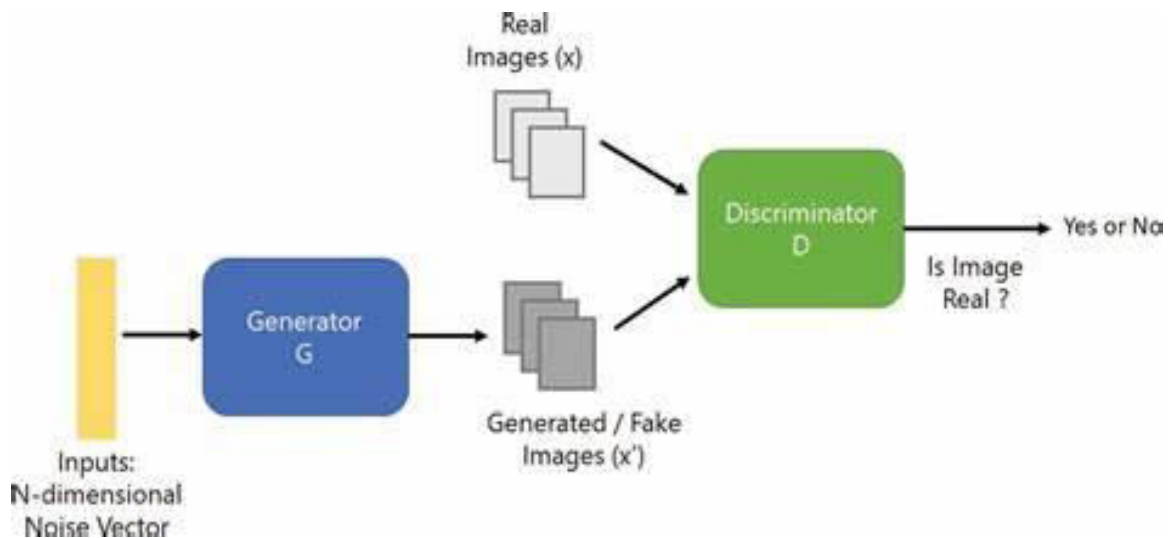 Real
Images (x)
Discriminator
D
Yes or No
Is Image
Real ?
Generator
G
Generated / Fake
Images (x')
Inputs:
N-dimensional
Noise Vector